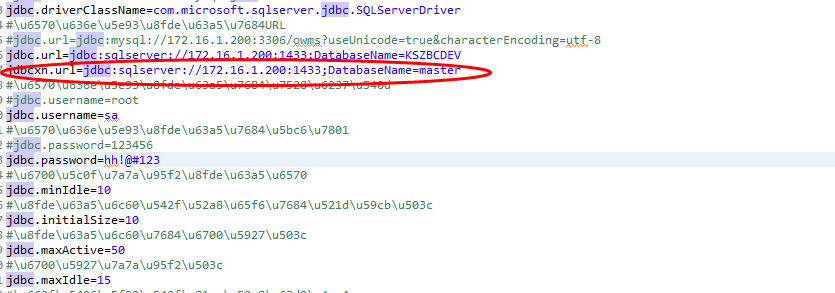 jdbc.driverClassName=com.microsoft.sqlserver.jdbc.SQLServerDriver
#\u6570\u636e\u5e93\u8fde\u63a5\u7684URL
#jdbc.url=jdbc:mysql://172.16.1.200:3306/owms?useUnicode=true&characterEncoding=utf-8
jdbc.url=jdbc:sqlserver://172.16.1.200:1433;DatabaseName=KSZBCDEV
jdbcxn.url=jdbc:sqlserver://172.16.1.200:1433;DatabaseName=master
#\u6570\u636e\u5e93\u8fde\u63a5\u7684\u7528\u6237\u540d
#jdbc.username=root
jdbc.username=sa
#\u6570\u636e\u5e93\u8fde\u63a5\u7684\u5bc6\u7801
#jdbc.password=123456
jdbc.password=hh!@#123
#\u6700\u5c0f\u7a7a\u95f2\u8fde\u63a5\u6570
jdbc.minIdle=10
#\u8fde\u63a5\u6c60\u542f\u52a8\u65f6\u7684\u521d\u59cb\u503c
jdbc.initialSize=10
#\u8fde\u63a5\u6c60\u7684\u6700\u5927\u503c
jdbc.maxActive=50
#\u6700\u5927\u7a7a\u95f2\u503c
jdbc.maxIdle=15